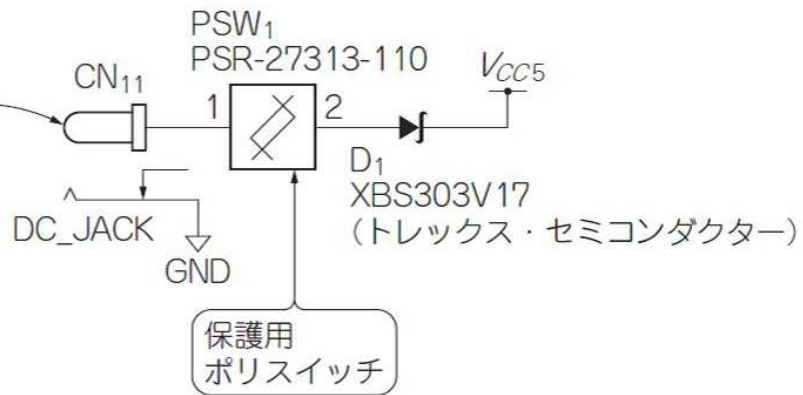 PSW1
PSR-27313-110
CN11
VCC5
1
2
D1
XBS303V17
(トレックス・セミコンダクター)
DC_JACK
GND
保護用
ポリスイッチ